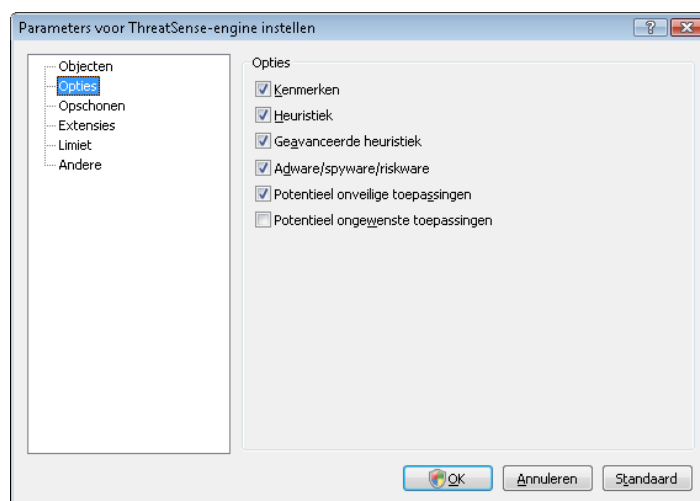 Parameters voor ThreatSense-engine instellen
Objecten
Opties
Opschonen
Extensies
Limiet
Andere
Opties
Kenmerken
Heuristiek
Geavanceerde heuristiek
Adware/spyware/riskware
Potentieel onveilige toepassingen
Potentieel ongewenste toepassingen
OK
Annuleren
Standaard